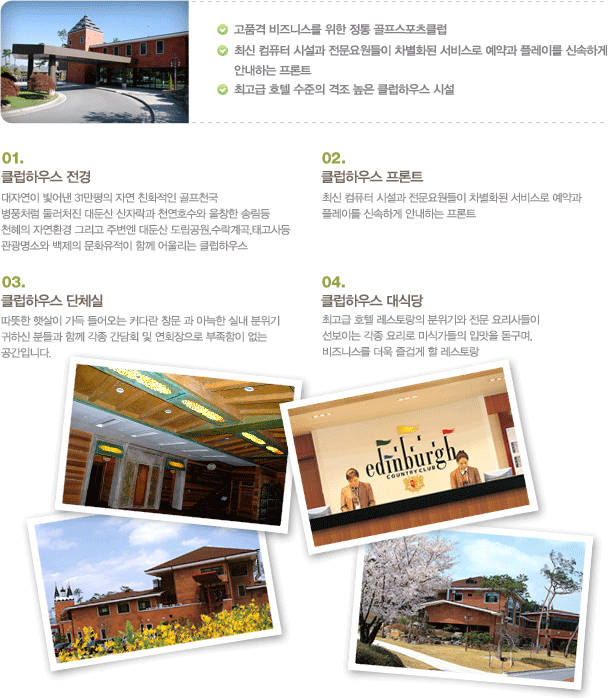 고품격 비즈니스를 위한 정통 골프스포츠클럽
최신 컴퓨터 시설과 전문요원들이 차별화된 서비스로 예약과 플레이를 신속하게
안내하는 프론트
최고급 호텔 수준의 격조 높은 클럽하우스 시설
01.
클럽하우스 전경
대자연이 빛어낸 31만평의 자연 친화적인 골프천국
병풍처럼 둘러처진 대둔산 산자락과 천연호수와 울창한 송림등
천혜의 자연환경 그리고 주변엔 대둔산 도립공원,수락계곡,태고사등
관광명소와 백제의 문화유적이 함께 어울리는 클럽하우스
02.
클럽하우스 프론트
최신 컴퓨터 시설과 전문요원들이 차별화된 서비스로 예약과
플레이를 신속하게 안내하는 프론트
03.
클럽하우스 단체실
따뜻한 햇살이 가득 들어오는 커다란 창문 과 아늑한 실내 분위기
귀하신 분들과 함께 각종 간담회 및 연회장으로 부족함이 없는
공간입니다.
04.
클럽하우스 대식당
최고급 호텔 레스토랑의 분위기와 전문 요리사들이
선보이는 각종 요리로 미식가들의 입맛을 돋구며,
비즈니스를 더욱 즐겁게 할 레스토랑
edinburgh
COUNTRY CLUB